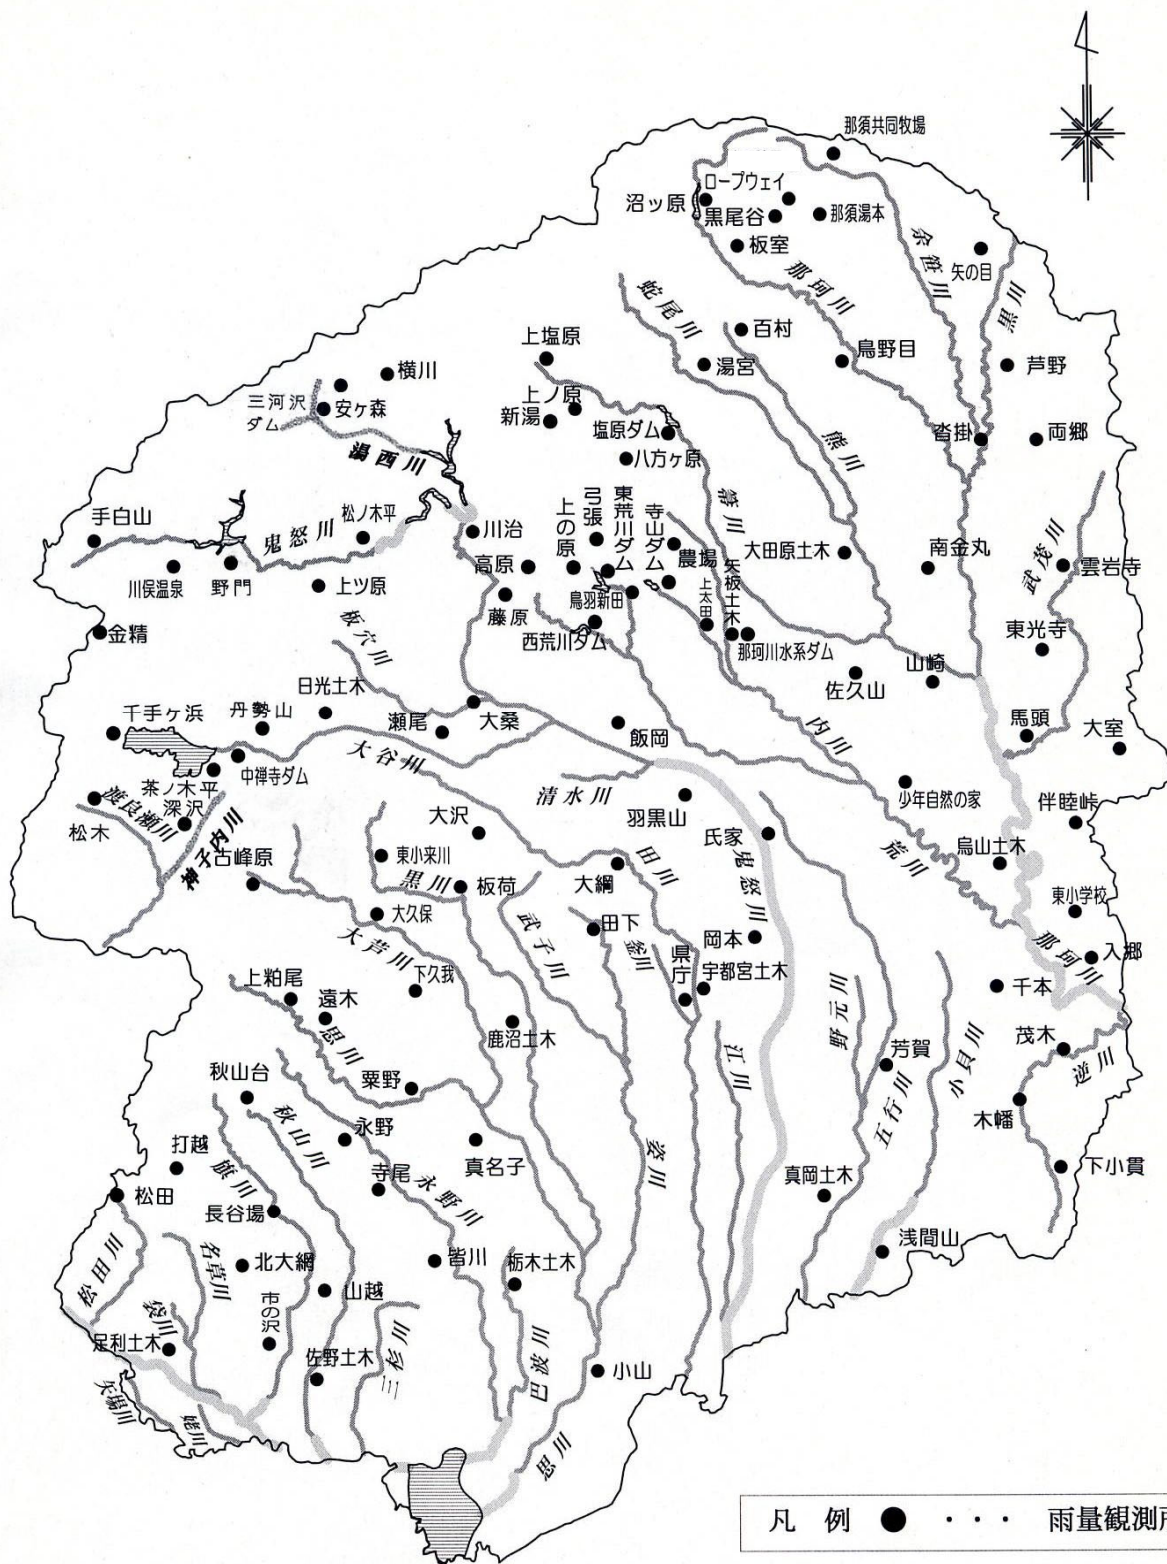 那須共同牧場
ロープウェイ
沼ッ原
黒尾谷
那須湯本
板室
余笹川
矢の目
那珂川
黒川
蛇尾川
百村
鳥野目
芦野
上塩原
湯宮
横川
三河沢
ダム
安ヶ森
上ノ原
新湯
塩原ダム
熊川
沓掛
両郷
湯西川
八方ヶ原
箒川
手白山
鬼怒川
松ノ木平
川治
上の原
弓張
東荒川ダム
寺山ダム
農場
大田原土木
南金丸
武茂川
雲岩寺
川俣温泉
野門
上ツ原
高原
藤原
鳥羽新田
上太田
矢板土木
金精
板穴川
西荒川ダム
那珂川水系ダム
東光寺
山崎
佐久山
日光土木
千手ヶ浜
丹勢山
瀬尾
大桑
飯岡
内川
馬頭
大室
中禅寺ダム
大谷川
茶ノ木平
深沢
渡良瀬川
松木
清水川
羽黒山
少年自然の家
伴睦峠
神子内川
大沢
氏家
烏山土木
古峰原
東小来川
黒川
板荷
大綱
田川
鬼怒川
荒川
東小学校
大久保
大芦川
武子川
田下
釜川
岡本
県庁
宇都宮土木
那珂川
入郷
上粕尾
遠木
下久我
千本
思川
鹿沼土木
野元川
江川
芳賀
小貝川
茂木
逆川
秋山台
粟野
五行川
木幡
秋山川
永野
真名子
打越
旗川
寺尾
永野川
姿川
真岡土木
下小貫
松田
長谷場
浅間山
松田川
名草川
北大綱
皆川
栃木土木
山越
市の沢
袋川
足利土木
佐野土木
三杉川
巴波川
小山
矢場川
姥川
思川
凡 例 ● ・・・ 雨量観測所